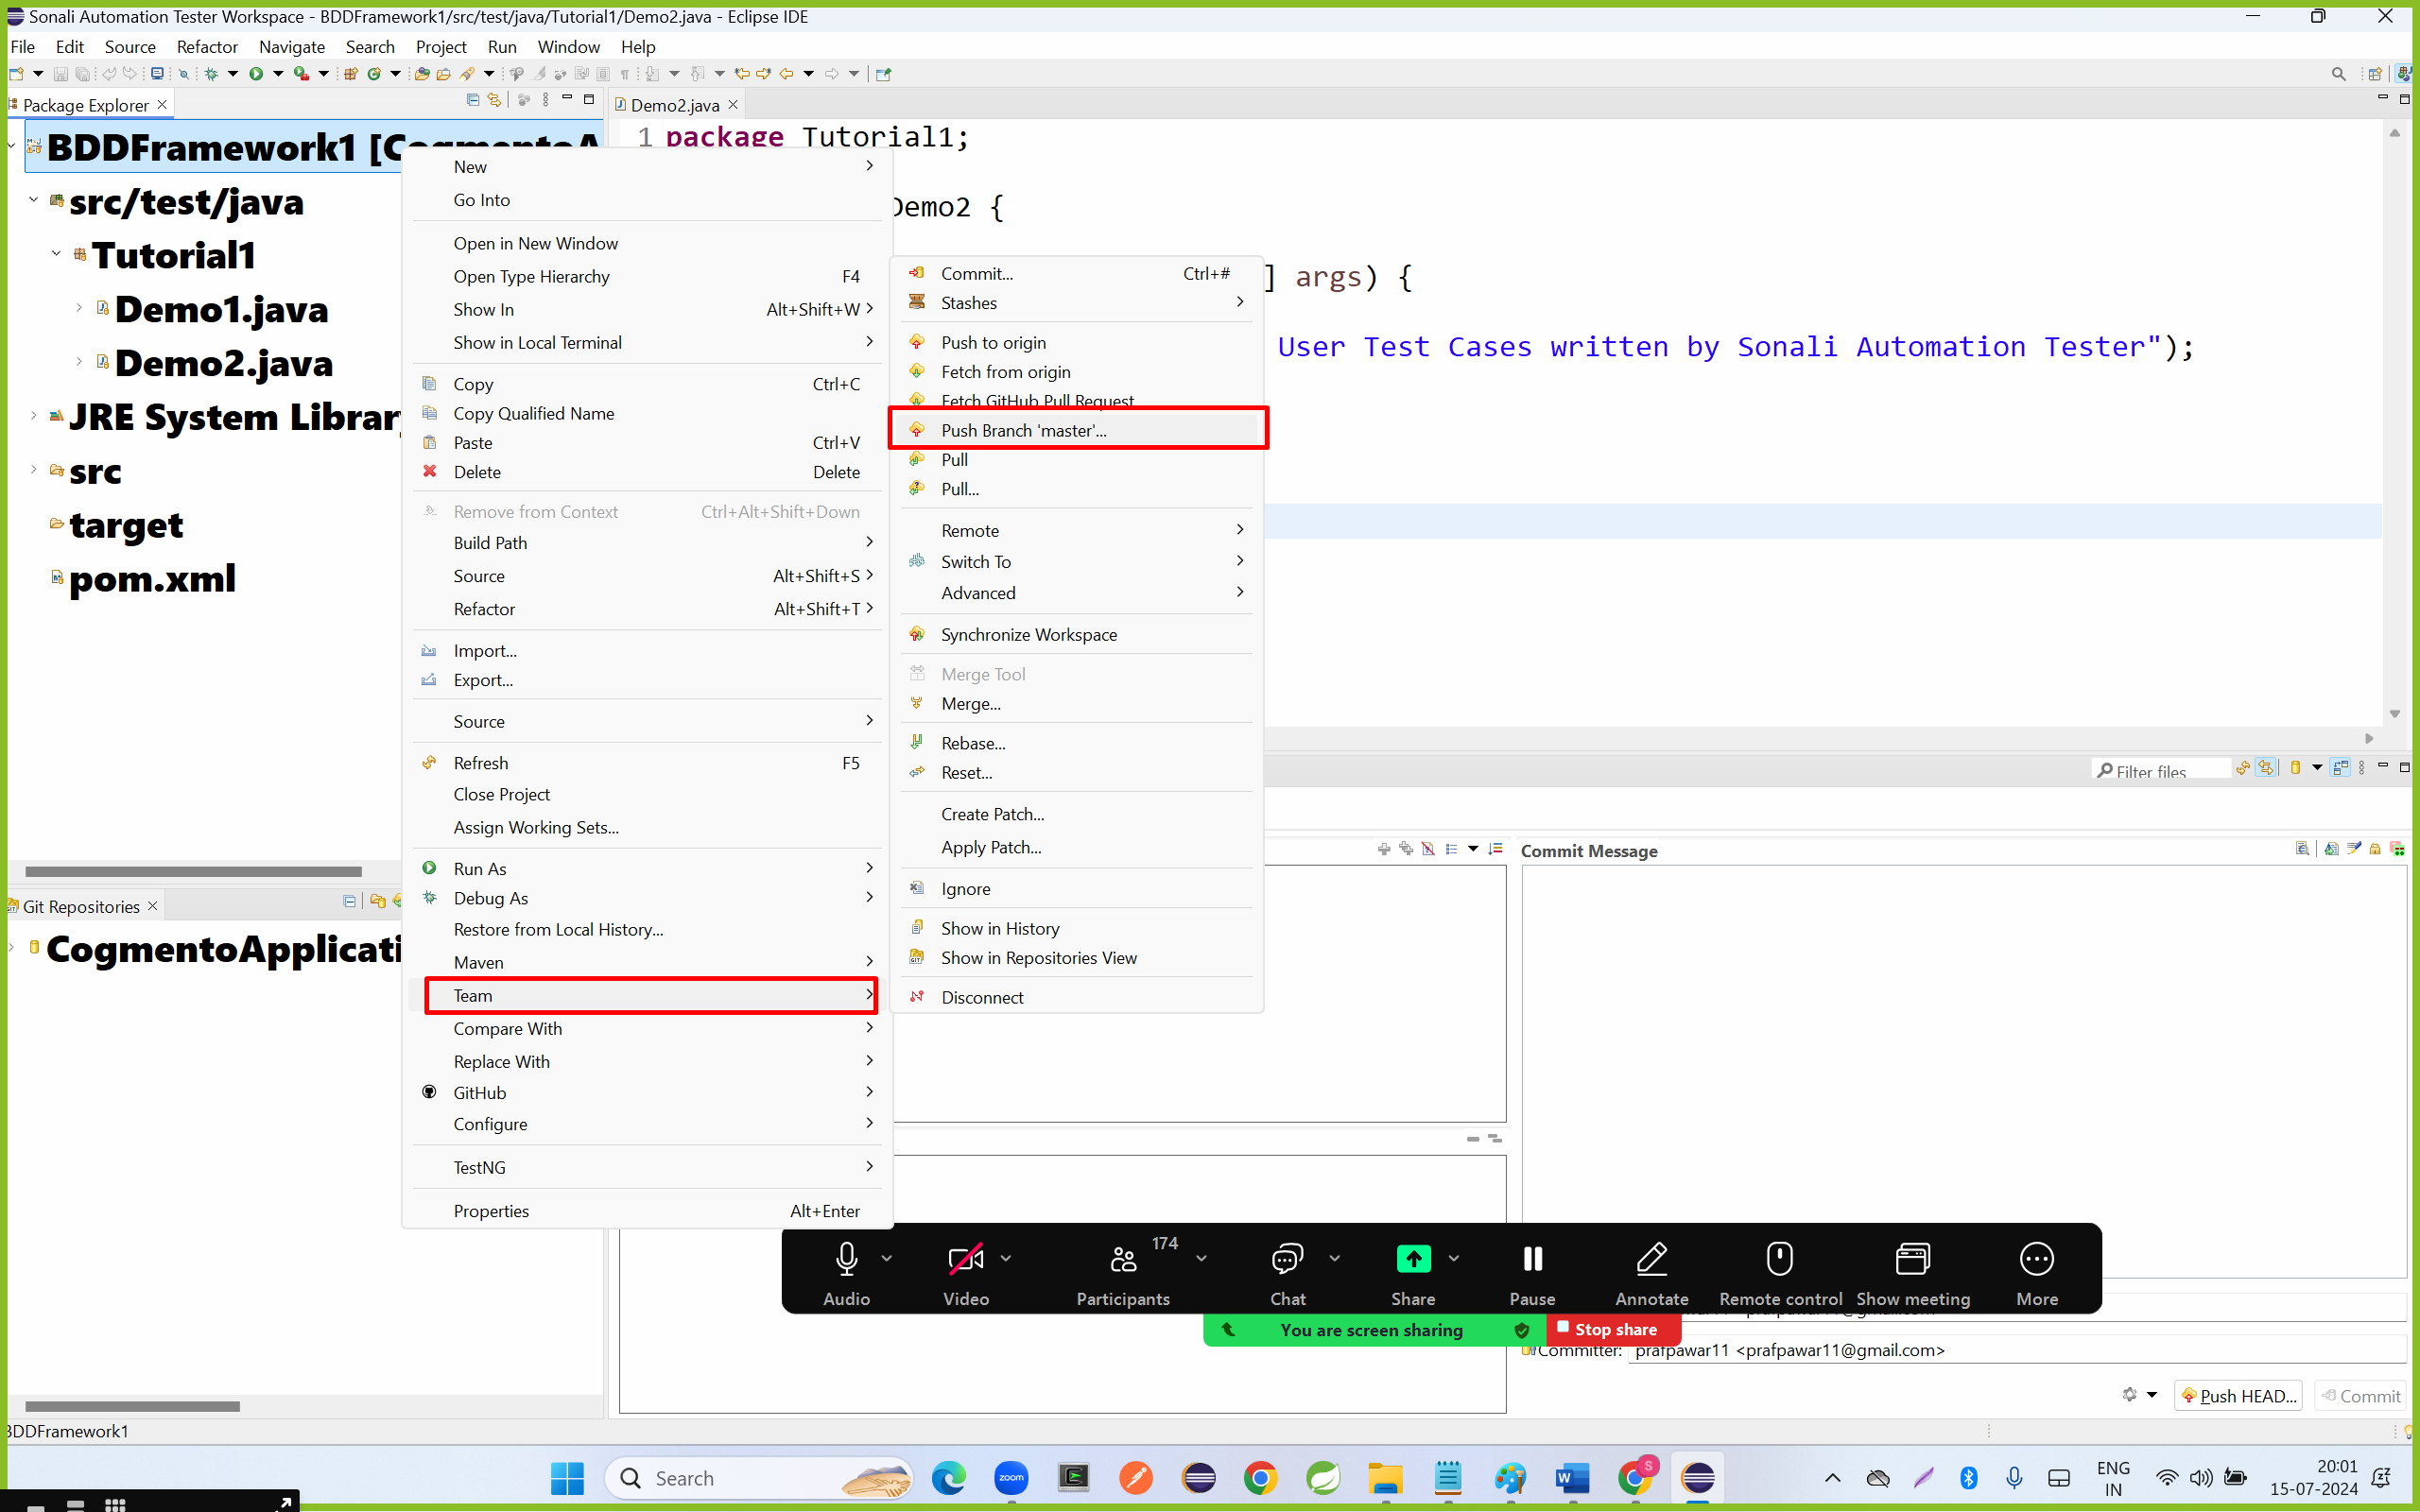 Sonali Automation Tester Workspace - BDDFramework1/src/test/java/Tutorial1/Demo2.java - Eclipse IDE
File Edit Source Refactor Navigate Search Project Run Window Help
Package Explorer
Demo2.java
BDDFramework1 [CogmentoA
src/test/java
Tutorial1
Demo1.java
Demo2.java
JRE System Library
src
target
pom.xml
1 package Tutorial1;
Demo2 {
] args) {
User Test Cases written by Sonali Automation Tester");
New
Go Into
Open in New Window
Open Type Hierarchy F4
Show In Alt+Shift+W
Show in Local Terminal
Copy Ctrl+C
Copy Qualified Name
Paste Ctrl+V
Delete Delete
Remove from Context Ctrl+Alt+Shift+Down
Build Path
Source Alt+Shift+S
Refactor Alt+Shift+T
Import...
Export...
Source
Refresh F5
Close Project
Assign Working Sets...
Run As
Debug As
Restore from Local History...
Maven
Team
Compare With
Replace With
GitHub
Configure
TestNG
Properties Alt+Enter
Commit... Ctrl+#
Stashes
Push to origin
Fetch from origin
Fetch GitHub Pull Request
Push Branch 'master'...
Pull
Pull...
Remote
Switch To
Advanced
Synchronize Workspace
Merge Tool
Merge...
Rebase...
Reset...
Create Patch...
Apply Patch...
Ignore
Show in History
Show in Repositories View
Disconnect
Filter files
Commit Message
Git Repositories
CogmentoApplicati
174
Audio Video Participants Chat Share Pause Annotate Remote control Show meeting More
You are screen sharing Stop share
Committer: prafpawar11 <prafpawar11@gmail.com>
Push HEAD... Commit
BDDFramework1
Search
zoom
S
ENG
IN
20:01
15-07-2024